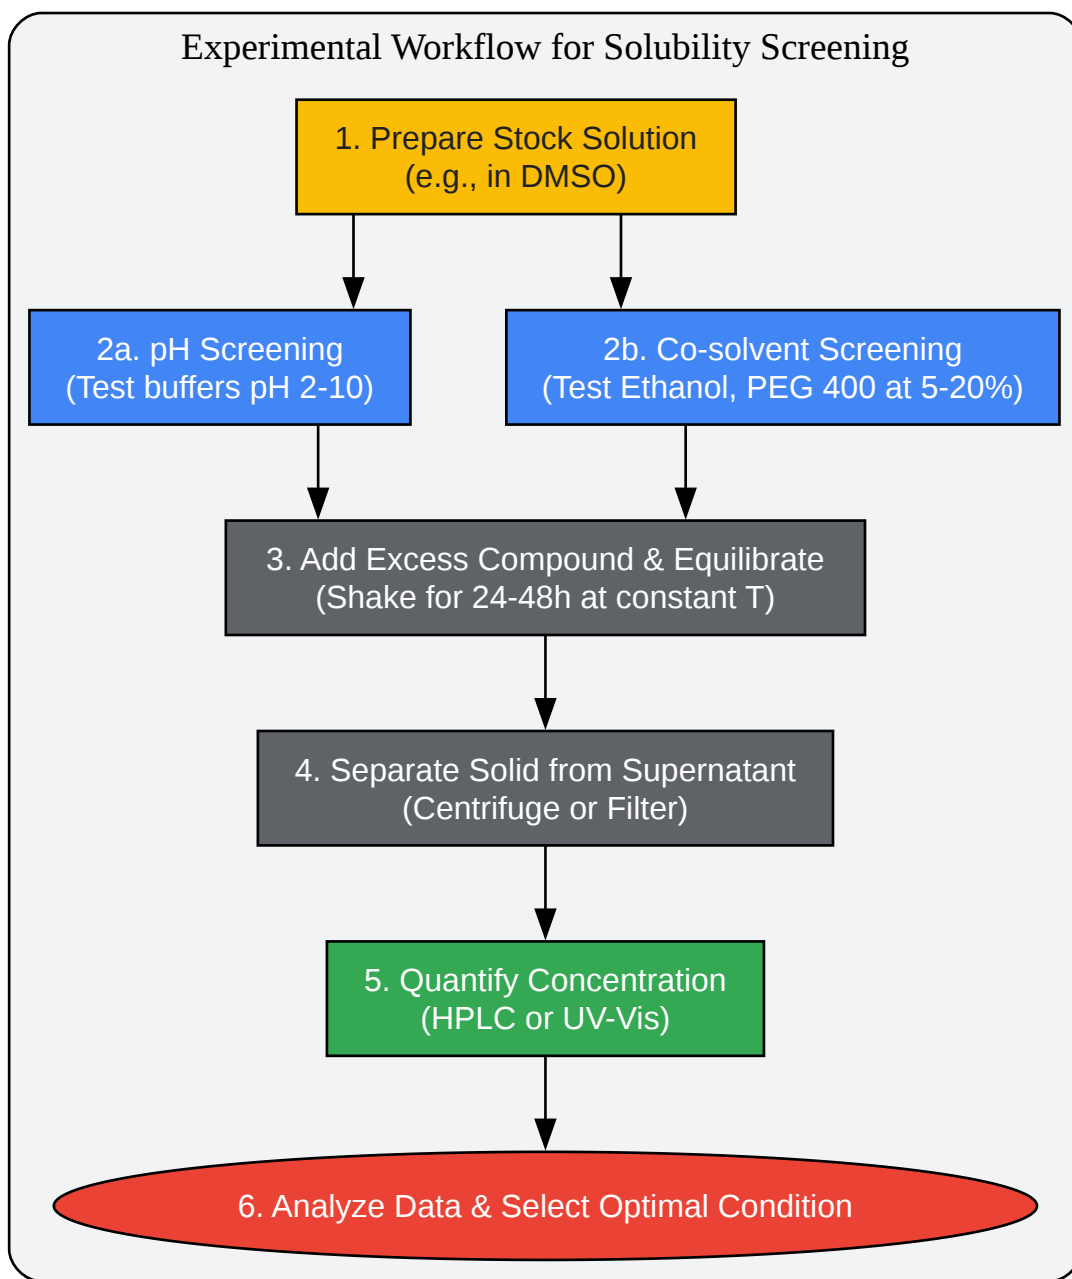 Experimental Workflow for Solubility Screening
1. Prepare Stock Solution
(e.g., in DMSO)
2a. pH Screening
(Test buffers pH 2-10)
2b. Co-solvent Screening
(Test Ethanol, PEG 400 at 5-20%)
3. Add Excess Compound & Equilibrate
(Shake for 24-48h at constant T)
4. Separate Solid from Supernatant
(Centrifuge or Filter)
5. Quantify Concentration
(HPLC or UV-Vis)
6. Analyze Data & Select Optimal Condition